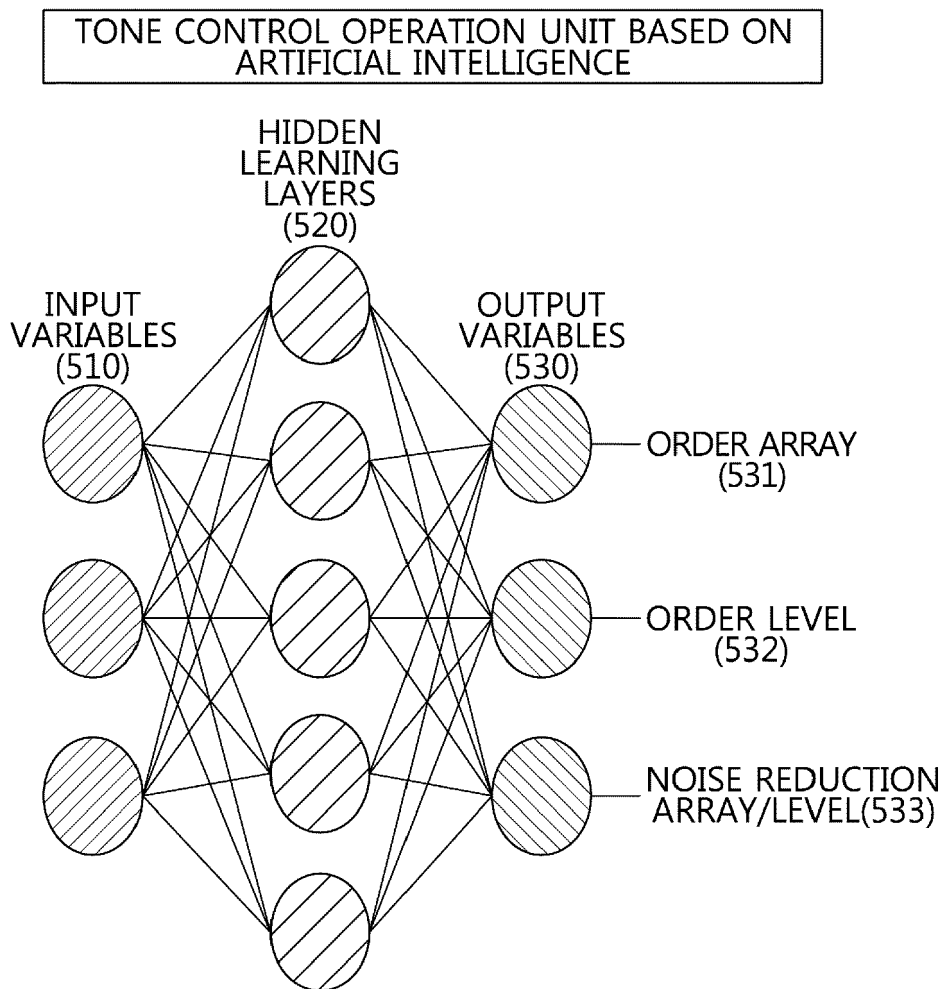 TONE CONTROL OPERATION UNIT BASED ON
ARTIFICIAL INTELLIGENCE
HIDDEN
LEARNING
LAYERS
(520)
INPUT
VARIABLES
(510)
OUTPUT
VARIABLES
(530)
ORDER ARRAY
(531)
ORDER LEVEL
(532)
NOISE REDUCTION
ARRAY/LEVEL(533)